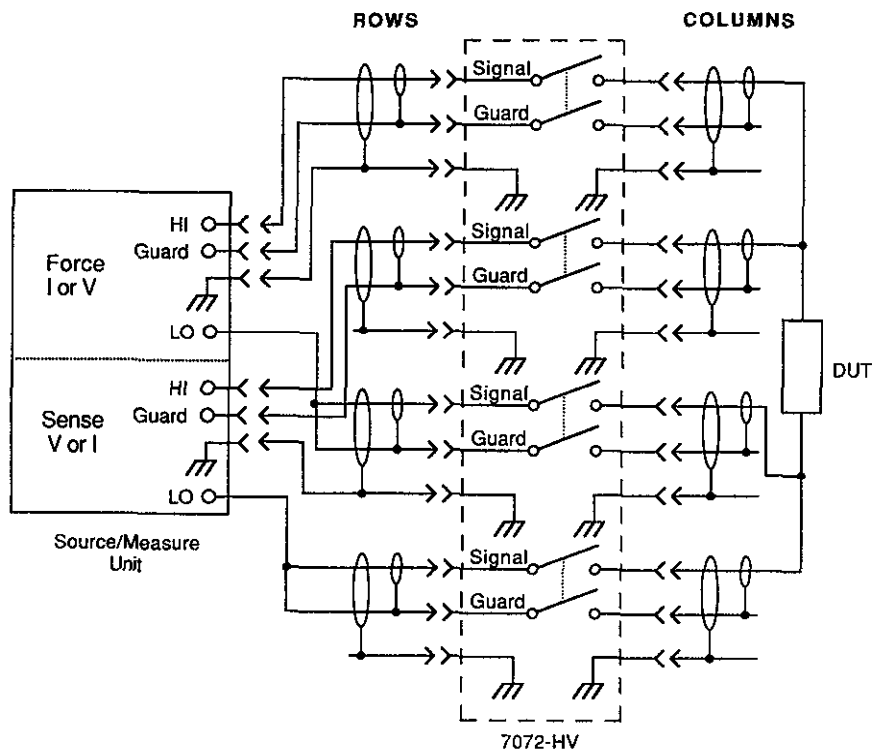 ROWS
COLUMNS
Signal
Guard
HI
Guard
Force
I or V
LO
Signal
Guard
HI
Guard
Sense
V or I
LO
Signal
Guard
DUT
Source/Measure
Unit
Signal
Guard
7072-HV